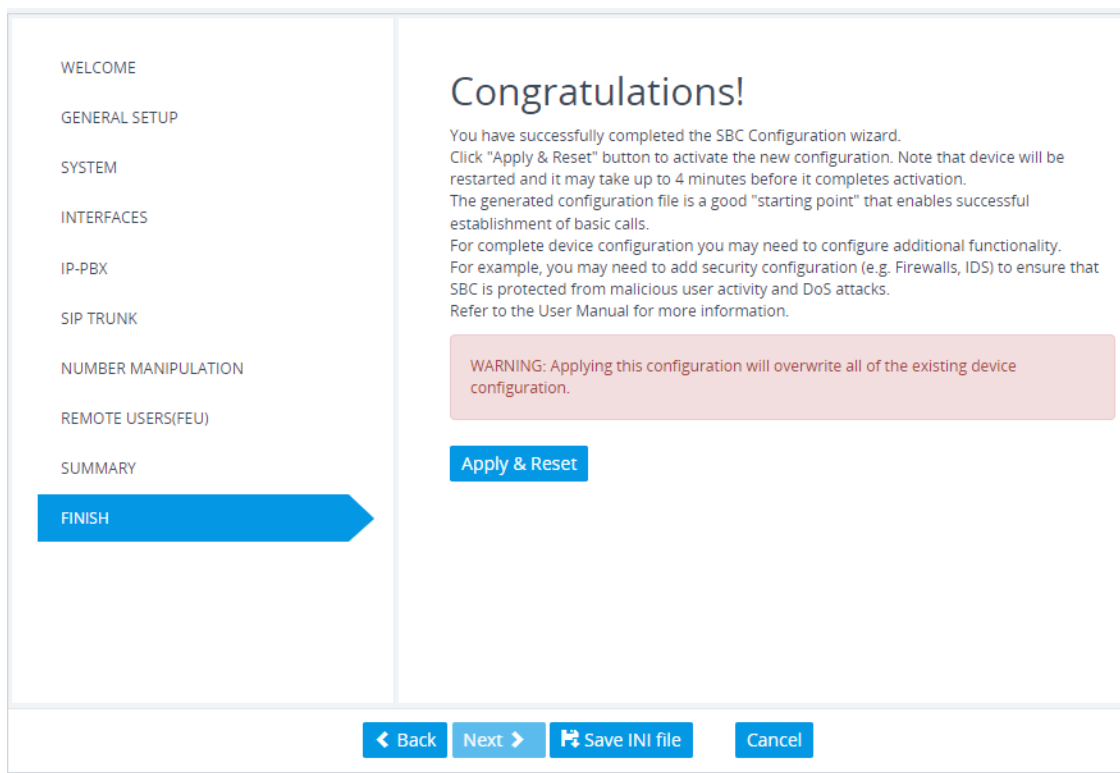 WELCOME
GENERAL SETUP
SYSTEM
INTERFACES
IP-PBX
SIP TRUNK
NUMBER MANIPULATION
REMOTE USERS(FEU)
SUMMARY
FINISH
Congratulations!
You have successfully completed the SBC Configuration wizard.
Click "Apply & Reset" button to activate the new configuration. Note that device will be
restarted and it may take up to 4 minutes before it completes activation.
The generated configuration file is a good "starting point" that enables successful
establishment of basic calls.
For complete device configuration you may need to configure additional functionality.
For example, you may need to add security configuration (e.g. Firewalls, IDS) to ensure that
SBC is protected from malicious user activity and DoS attacks.
Refer to the User Manual for more information.
WARNING: Applying this configuration will overwrite all of the existing device
configuration.
Apply & Reset
Back Next Save INI file Cancel